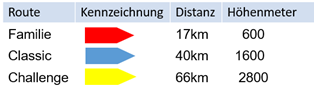 Route Kennzeichnung Distanz Höhenmeter
Familie 17km 600
Classic 40km 1600
Challenge 66km 2800